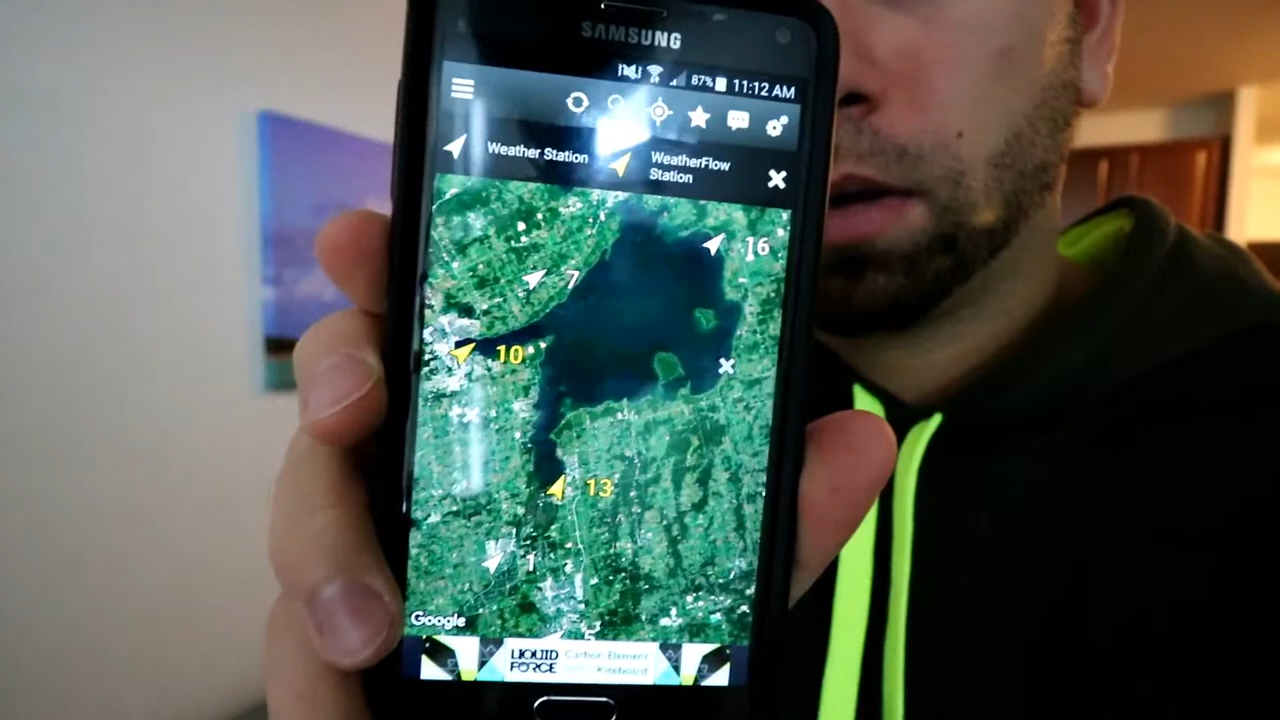 SAMSUNG
87% 11:12 AM
Weather Station
WeatherFlow
Station
16
7
10
13
1
5
Google
LIQUID
FORCE
Carbon Element
Kiteboard